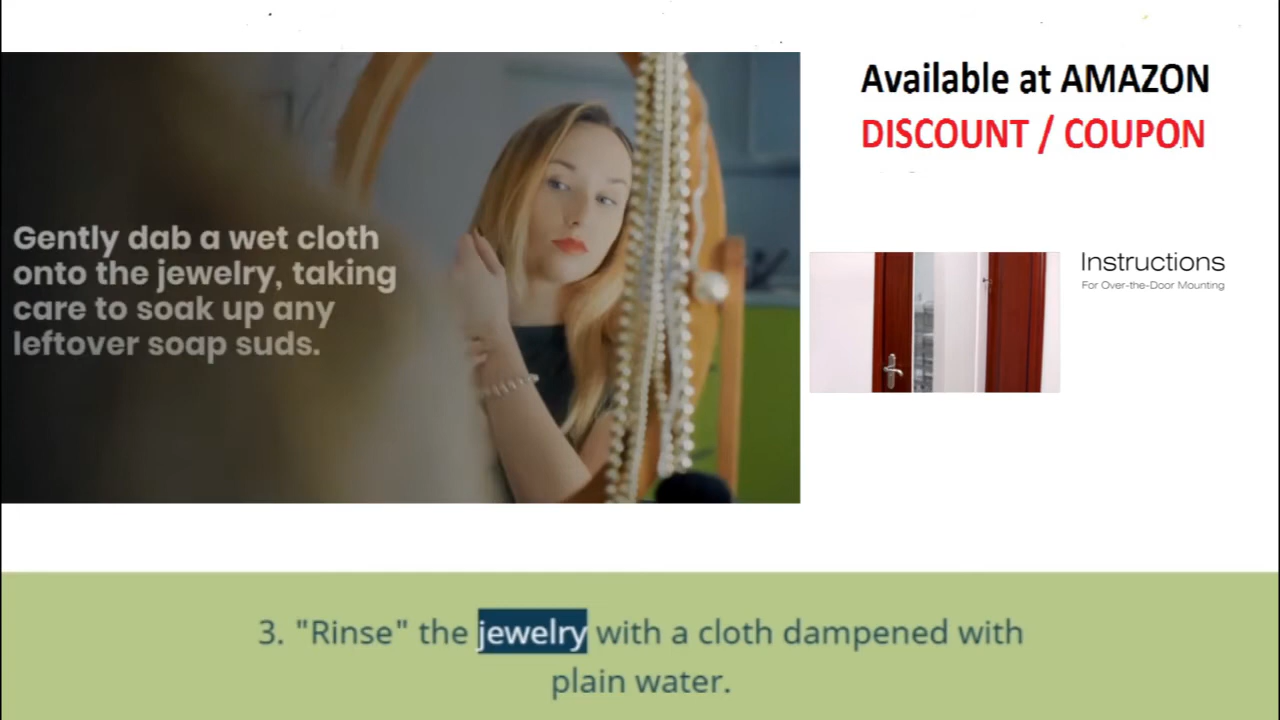 Available at AMAZON
DISCOUNT / COUPON
Gently dab a wet cloth
onto the jewelry, taking
care to soak up any
leftover soap suds.
Instructions
For Over-the-Door Mounting
3. "Rinse" the jewelry with a cloth dampened with
plain water.